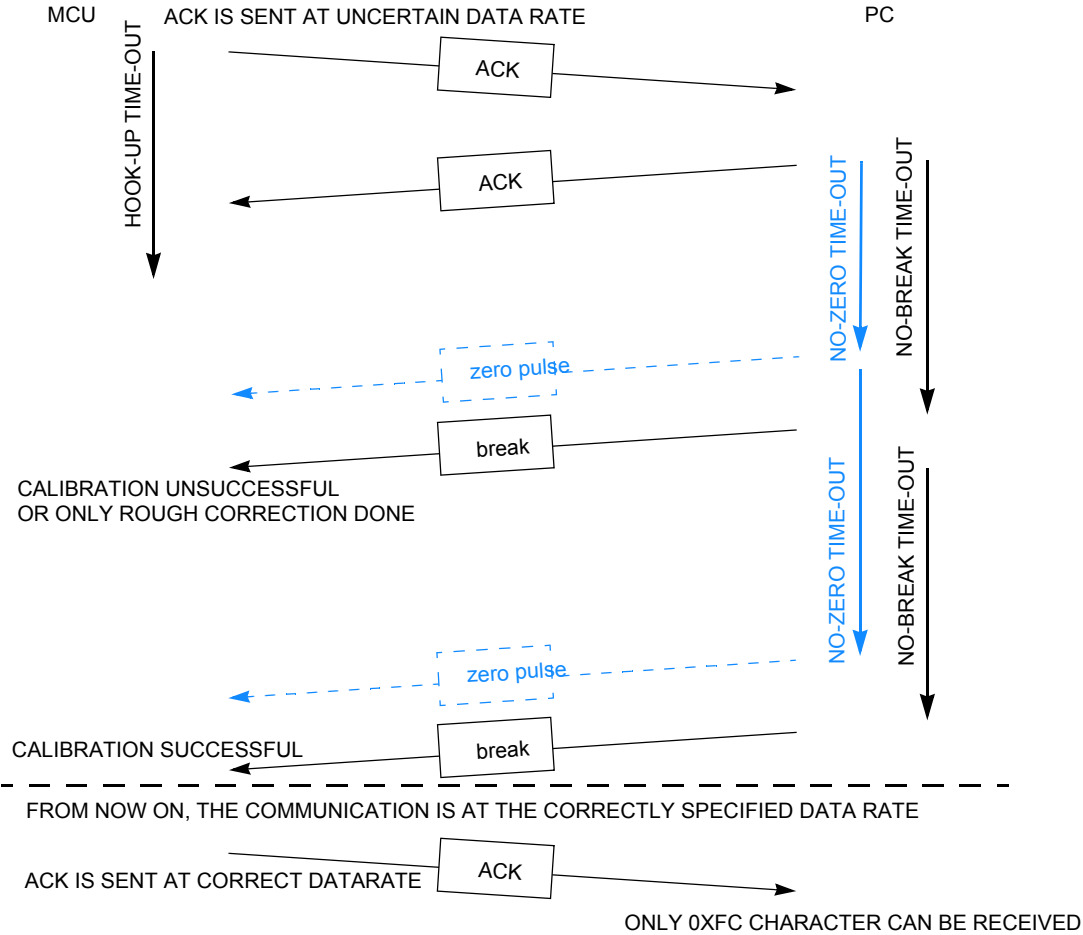 MCU
ACK IS SENT AT UNCERTAIN DATA RATE
PC
HOOK-UP TIME-OUT
ACK
ACK
NO-ZERO TIME-OUT
NO-BREAK TIME-OUT
zero pulse
break
CALIBRATION UNSUCCESSFUL
OR ONLY ROUGH CORRECTION DONE
NO-ZERO TIME-OUT
NO-BREAK TIME-OUT
zero pulse
CALIBRATION SUCCESSFUL
break
FROM NOW ON, THE COMMUNICATION IS AT THE CORRECTLY SPECIFIED DATA RATE
ACK IS SENT AT CORRECT DATARATE
ACK
ONLY 0XFC CHARACTER CAN BE RECEIVED